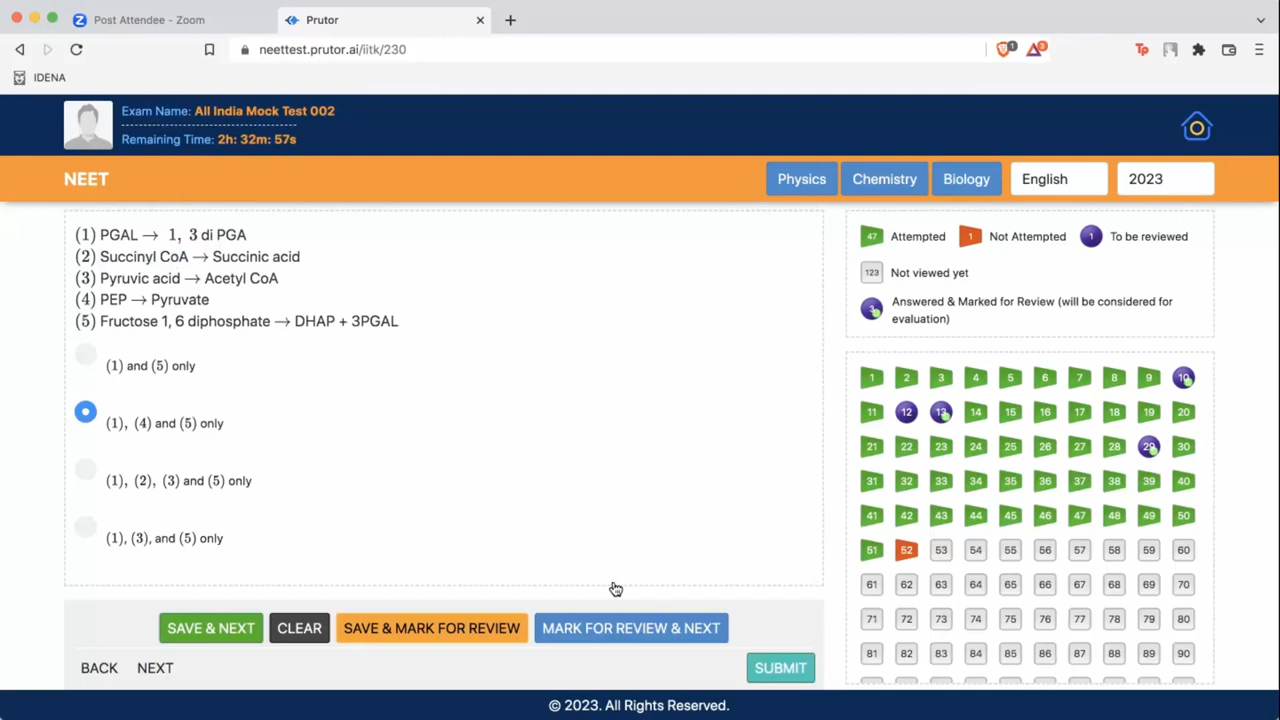 Post Attendee - Zoom
Prutor
neettest.prutor.ai/iitk/230
1
3
Tp
IDENA
Exam Name: All India Mock Test 002
Remaining Time: 2h: 32m: 57s
NEET
Physics
Chemistry
Biology
English
2023
(1) PGAL → 1, 3 di PGA
(2) Succinyl CoA → Succinic acid
(3) Pyruvic acid → Acetyl CoA
(4) PEP → Pyruvate
(5) Fructose 1, 6 diphosphate → DHAP + 3PGAL
(1) and (5) only
(1), (4) and (5) only
(1), (2), (3) and (5) only
(1), (3), and (5) only
SAVE & NEXT
CLEAR
SAVE & MARK FOR REVIEW
MARK FOR REVIEW & NEXT
BACK
NEXT
SUBMIT
47 Attempted
1 Not Attempted
1 To be reviewed
123 Not viewed yet
3 Answered & Marked for Review (will be considered for
evaluation)
1 2 3 4 5 6 7 8 9 10
11 12 13 14 15 16 17 18 19 20
21 22 23 24 25 26 27 28 29 30
31 32 33 34 35 36 37 38 39 40
41 42 43 44 45 46 47 48 49 50
51 52 53 54 55 56 57 58 59 60
61 62 63 64 65 66 67 68 69 70
71 72 73 74 75 76 77 78 79 80
81 82 83 84 85 86 87 88 89 90
© 2023. All Rights Reserved.